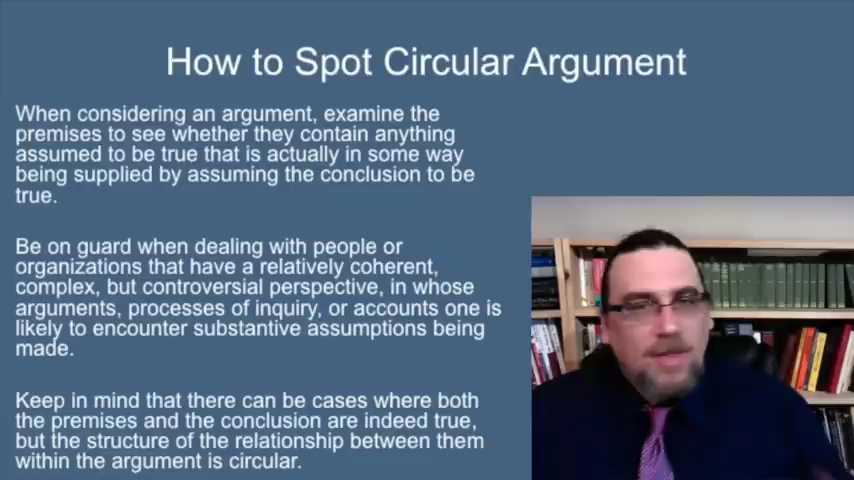 How to Spot Circular Argument
When considering an argument, examine the
premises to see whether they contain anything
assumed to be true that is actually in some way
being supplied by assuming the conclusion to be
true.
Be on guard when dealing with people or
organizations that have a relatively coherent,
complex, but controversial perspective, in whose
arguments, processes of inquiry, or accounts one is
likely to encounter substantive assumptions being
made.
Keep in mind that there can be cases where both
the premises and the conclusion are indeed true,
but the structure of the relationship between them
within the argument is circular.